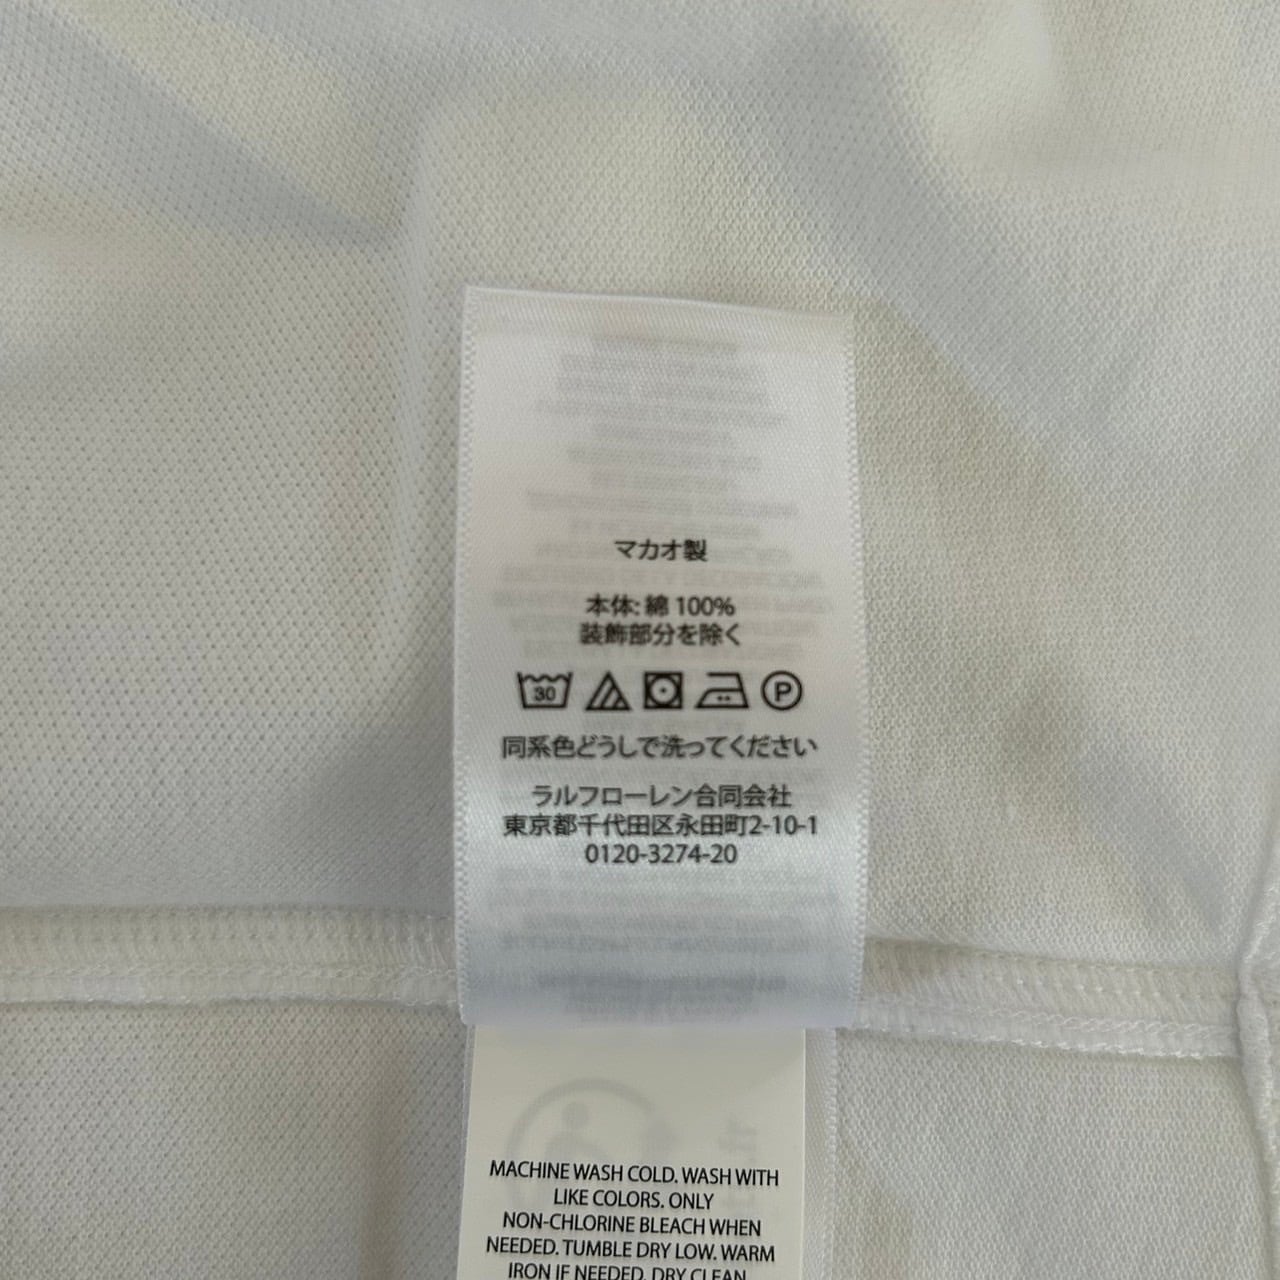 マカオ製
本体: 綿 100%
装飾部分を除く
30 P
同系色どうしで洗ってください
ラルフローレン合同会社
東京都千代田区永田町2-10-1
0120-3274-20
MACHINE WASH COLD. WASH WITH
LIKE COLORS. ONLY
NON-CHLORINE BLEACH WHEN
NEEDED. TUMBLE DRY LOW. WARM
IRON IF NEEDED. DRY CLEAN